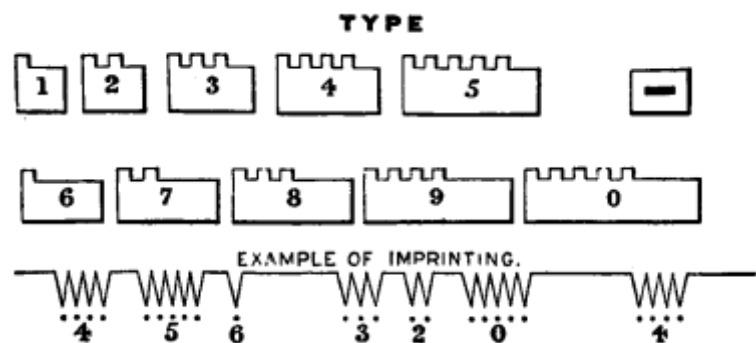 TYPE
1 2 3 4 5 -
6 7 8 9 0
EXAMPLE OF IMPRINTING.
4 5 6 3 2 0 4